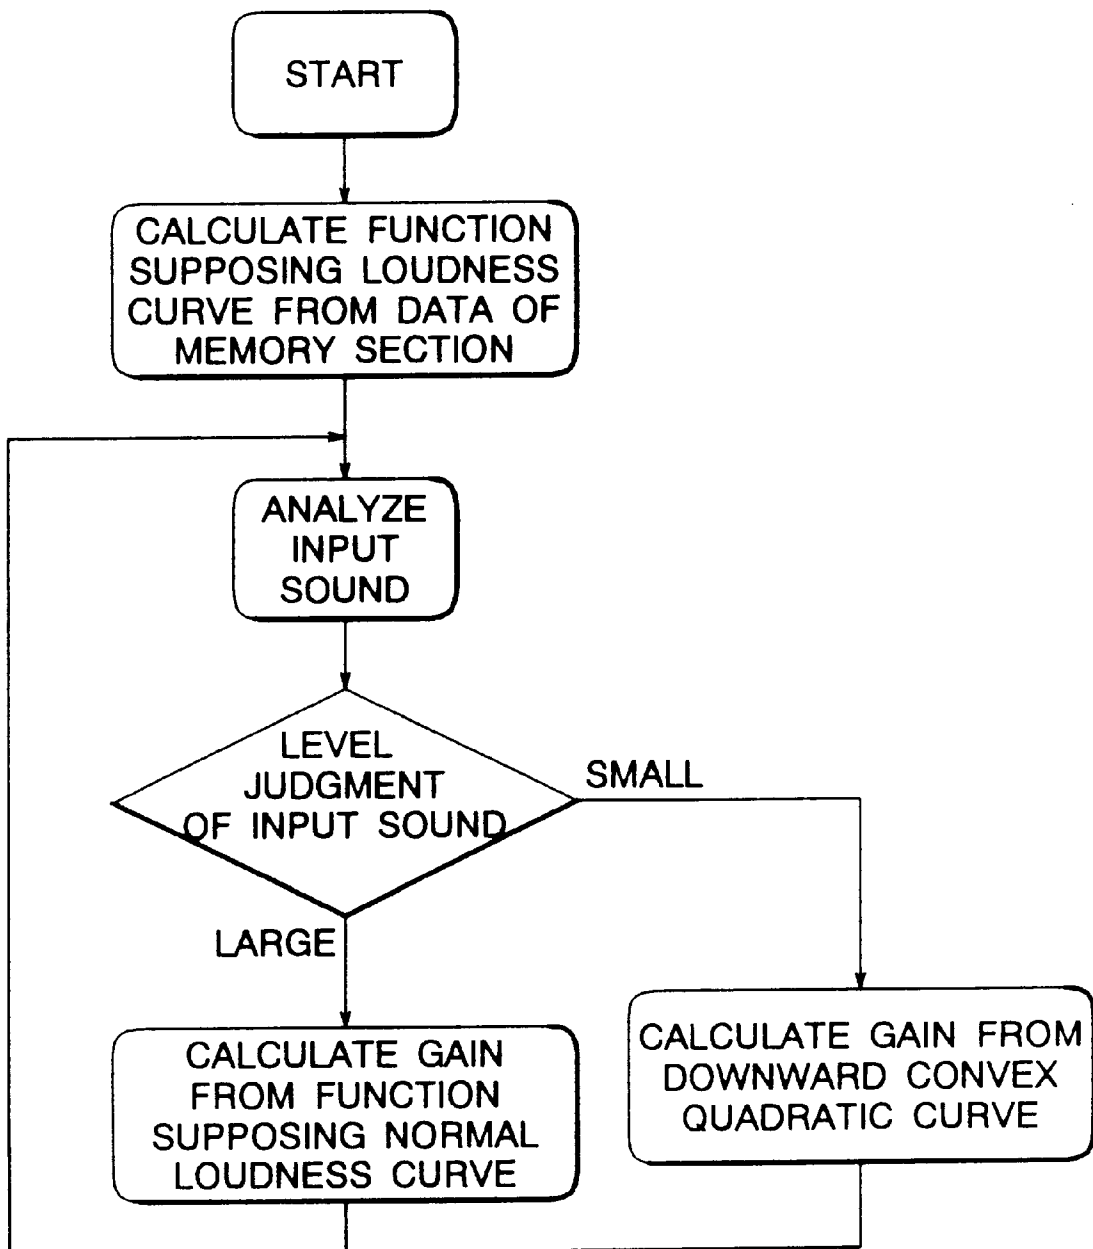 START
CALCULATE FUNCTION
SUPPOSING LOUDNESS
CURVE FROM DATA OF
MEMORY SECTION
ANALYZE
INPUT
SOUND
LEVEL
JUDGMENT
OF INPUT SOUND
SMALL
LARGE
CALCULATE GAIN
FROM FUNCTION
SUPPOSING NORMAL
LOUDNESS CURVE
CALCULATE GAIN FROM
DOWNWARD CONVEX
QUADRATIC CURVE